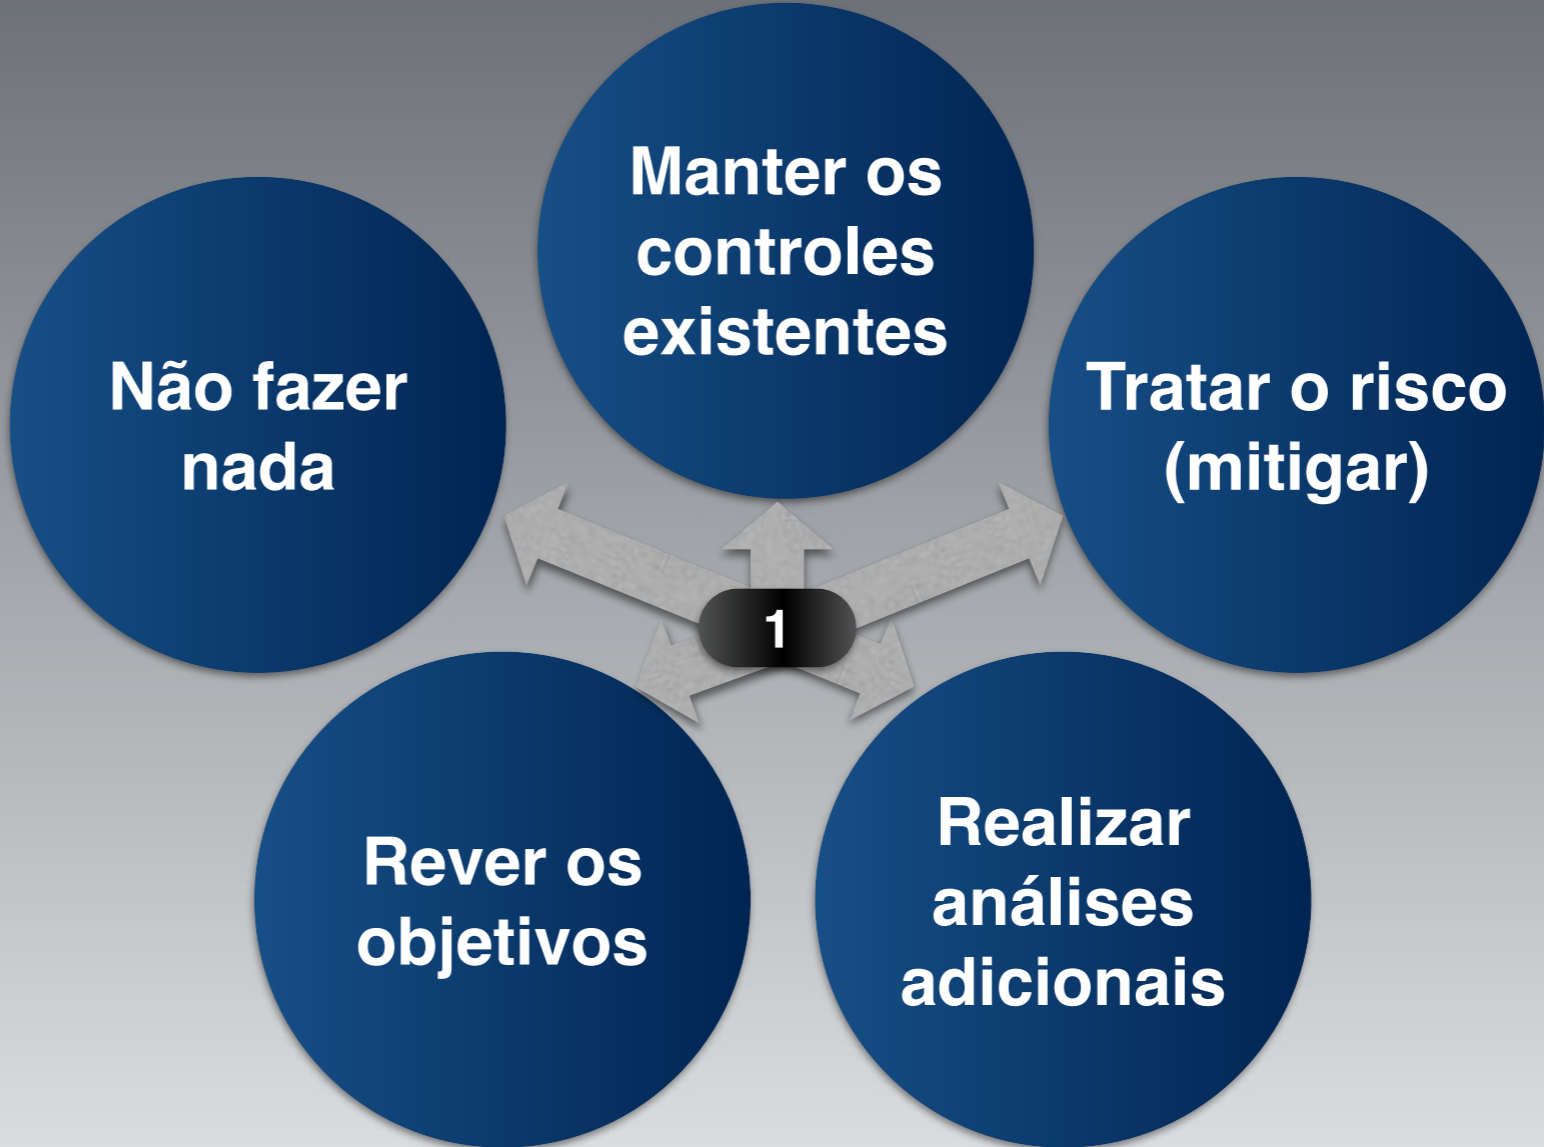 Manter os
controles
existentes
Não fazer
nada
Tratar o risco
(mitigar)
1
Rever os
objetivos
Realizar
análises
adicionais